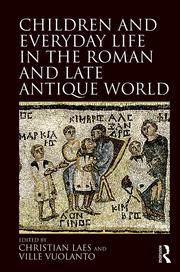 CHILDREN AND
EVERYDAY LIFE
IN THE ROMAN
AND LATE
ANTIQUE WORLD
EDITED BY
CHRISTIAN LAES AND
VILLE VUOLANTO